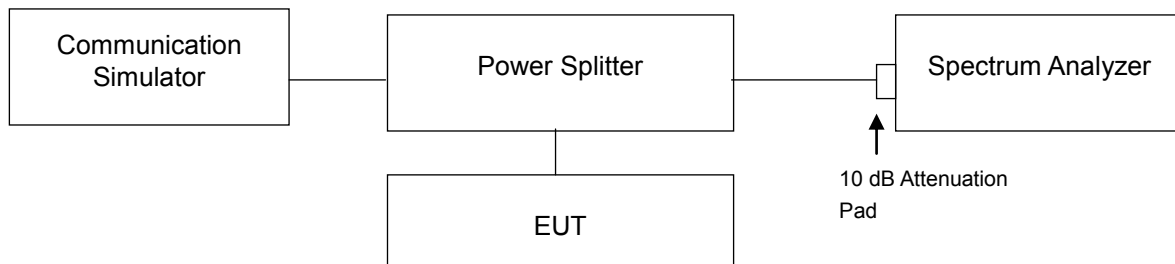 Communication
Simulator
Power Splitter
Spectrum Analyzer
10 dB Attenuation
Pad
EUT